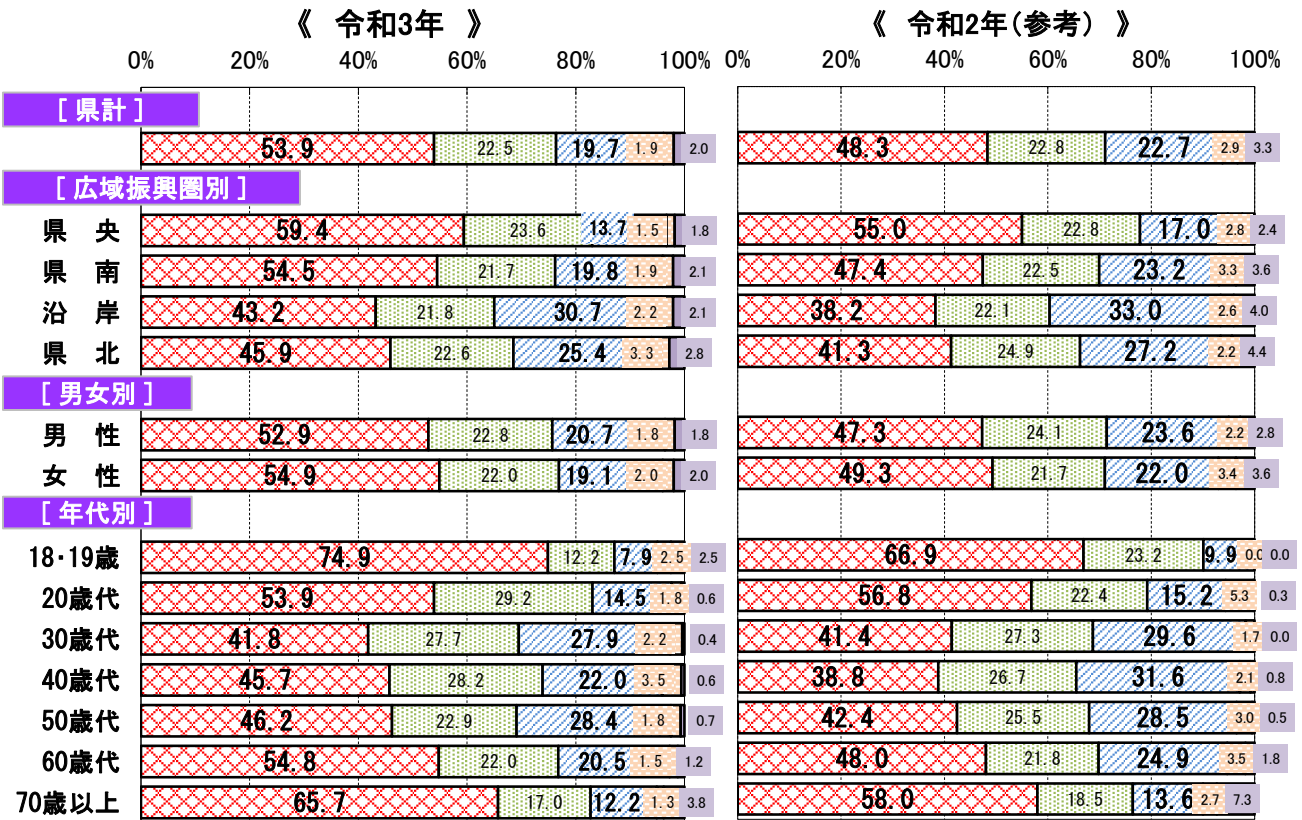 《 令和3年 》 《 令和2年（参考） 》
0% 20% 40% 60% 80% 100% 0% 20% 40% 60% 80% 100%
[ 県計 ]
53.9 22.5 19.7 1.9 2.0 48.3 22.8 22.7 2.9 3.3
[ 広域振興圏別 ]
県 央 59.4 23.6 13.7 1.5 1.8 55.0 22.8 17.0 2.8 2.4
県 南 54.5 21.7 19.8 1.9 2.1 47.4 22.5 23.2 3.3 3.6
沿 岸 43.2 21.8 30.7 2.2 2.1 38.2 22.1 33.0 2.6 4.0
県 北 45.9 22.6 25.4 3.3 2.8 41.3 24.9 27.2 2.2 4.4
[ 男女別 ]
男 性 52.9 22.8 20.7 1.8 1.8 47.3 24.1 23.6 2.2 2.8
女 性 54.9 22.0 19.1 2.0 2.0 49.3 21.7 22.0 3.4 3.6
[ 年代別 ]
18・19歳 74.9 12.2 7.9 2.5 2.5 66.9 23.2 9.9 0.0 0.0
20歳代 53.9 29.2 14.5 1.8 0.6 56.8 22.4 15.2 5.3 0.3
30歳代 41.8 27.7 27.9 2.2 0.4 41.4 27.3 29.6 1.7 0.0
40歳代 45.7 28.2 22.0 3.5 0.6 38.8 26.7 31.6 2.1 0.8
50歳代 46.2 22.9 28.4 1.8 0.7 42.4 25.5 28.5 3.0 0.5
60歳代 54.8 22.0 20.5 1.5 1.2 48.0 21.8 24.9 3.5 1.8
70歳以上 65.7 17.0 12.2 1.3 3.8 58.0 18.5 13.6 2.7 7.3